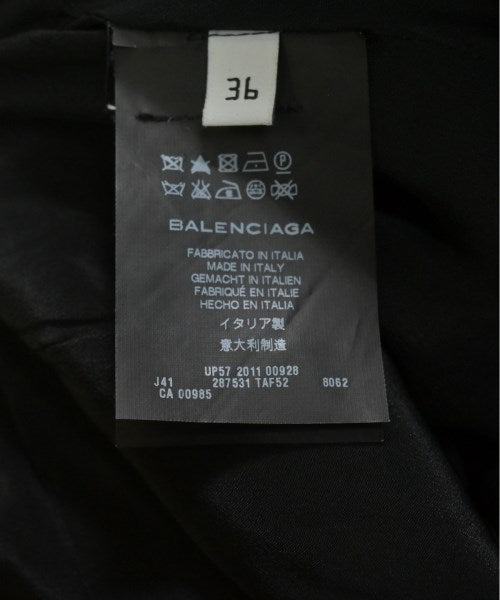 36
BALENCIAGA
FABBRICATO IN ITALIA
MADE IN ITALY
GEMACHT IN ITALIEN
FABRIQUÉ EN ITALIE
HECHO EN ITALIA
イタリア製
意大利制造
UP57 2011 00928
J41 287531 TAF52 8062
CA 00985